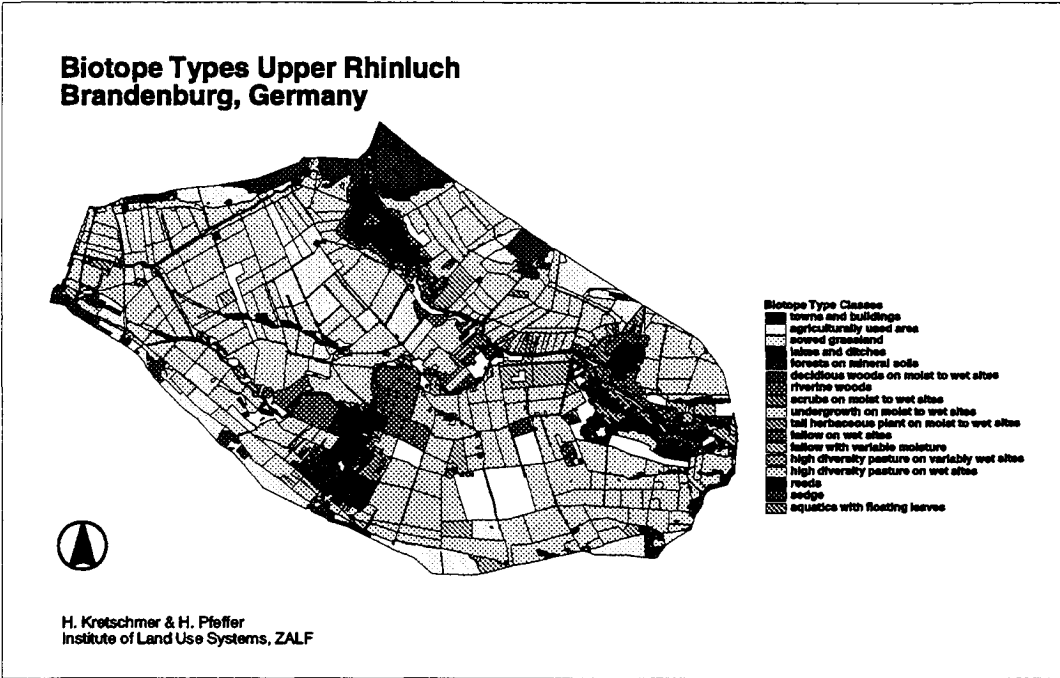 Biotope Types Upper Rhinluch
Brandenburg, Germany
Biotope Type Classes
towns and buildings
agriculturally used area
sowed grassland
lakes and ditches
forests on mineral soils
decidious woods on moist to wet sites
riverine woods
scrubs on moist to wet sites
undergrowth on moist to wet sites
tall herbaceous plant on moist to wet sites
fallow on wet sites
fallow with variable moisture
high diversity pasture on variably wet sites
high diversity pasture on wet sites
reeds
sedge
aquatics with floating leaves
H. Kretschmer & H. Pfeffer
Institute of Land Use Systems, ZALF